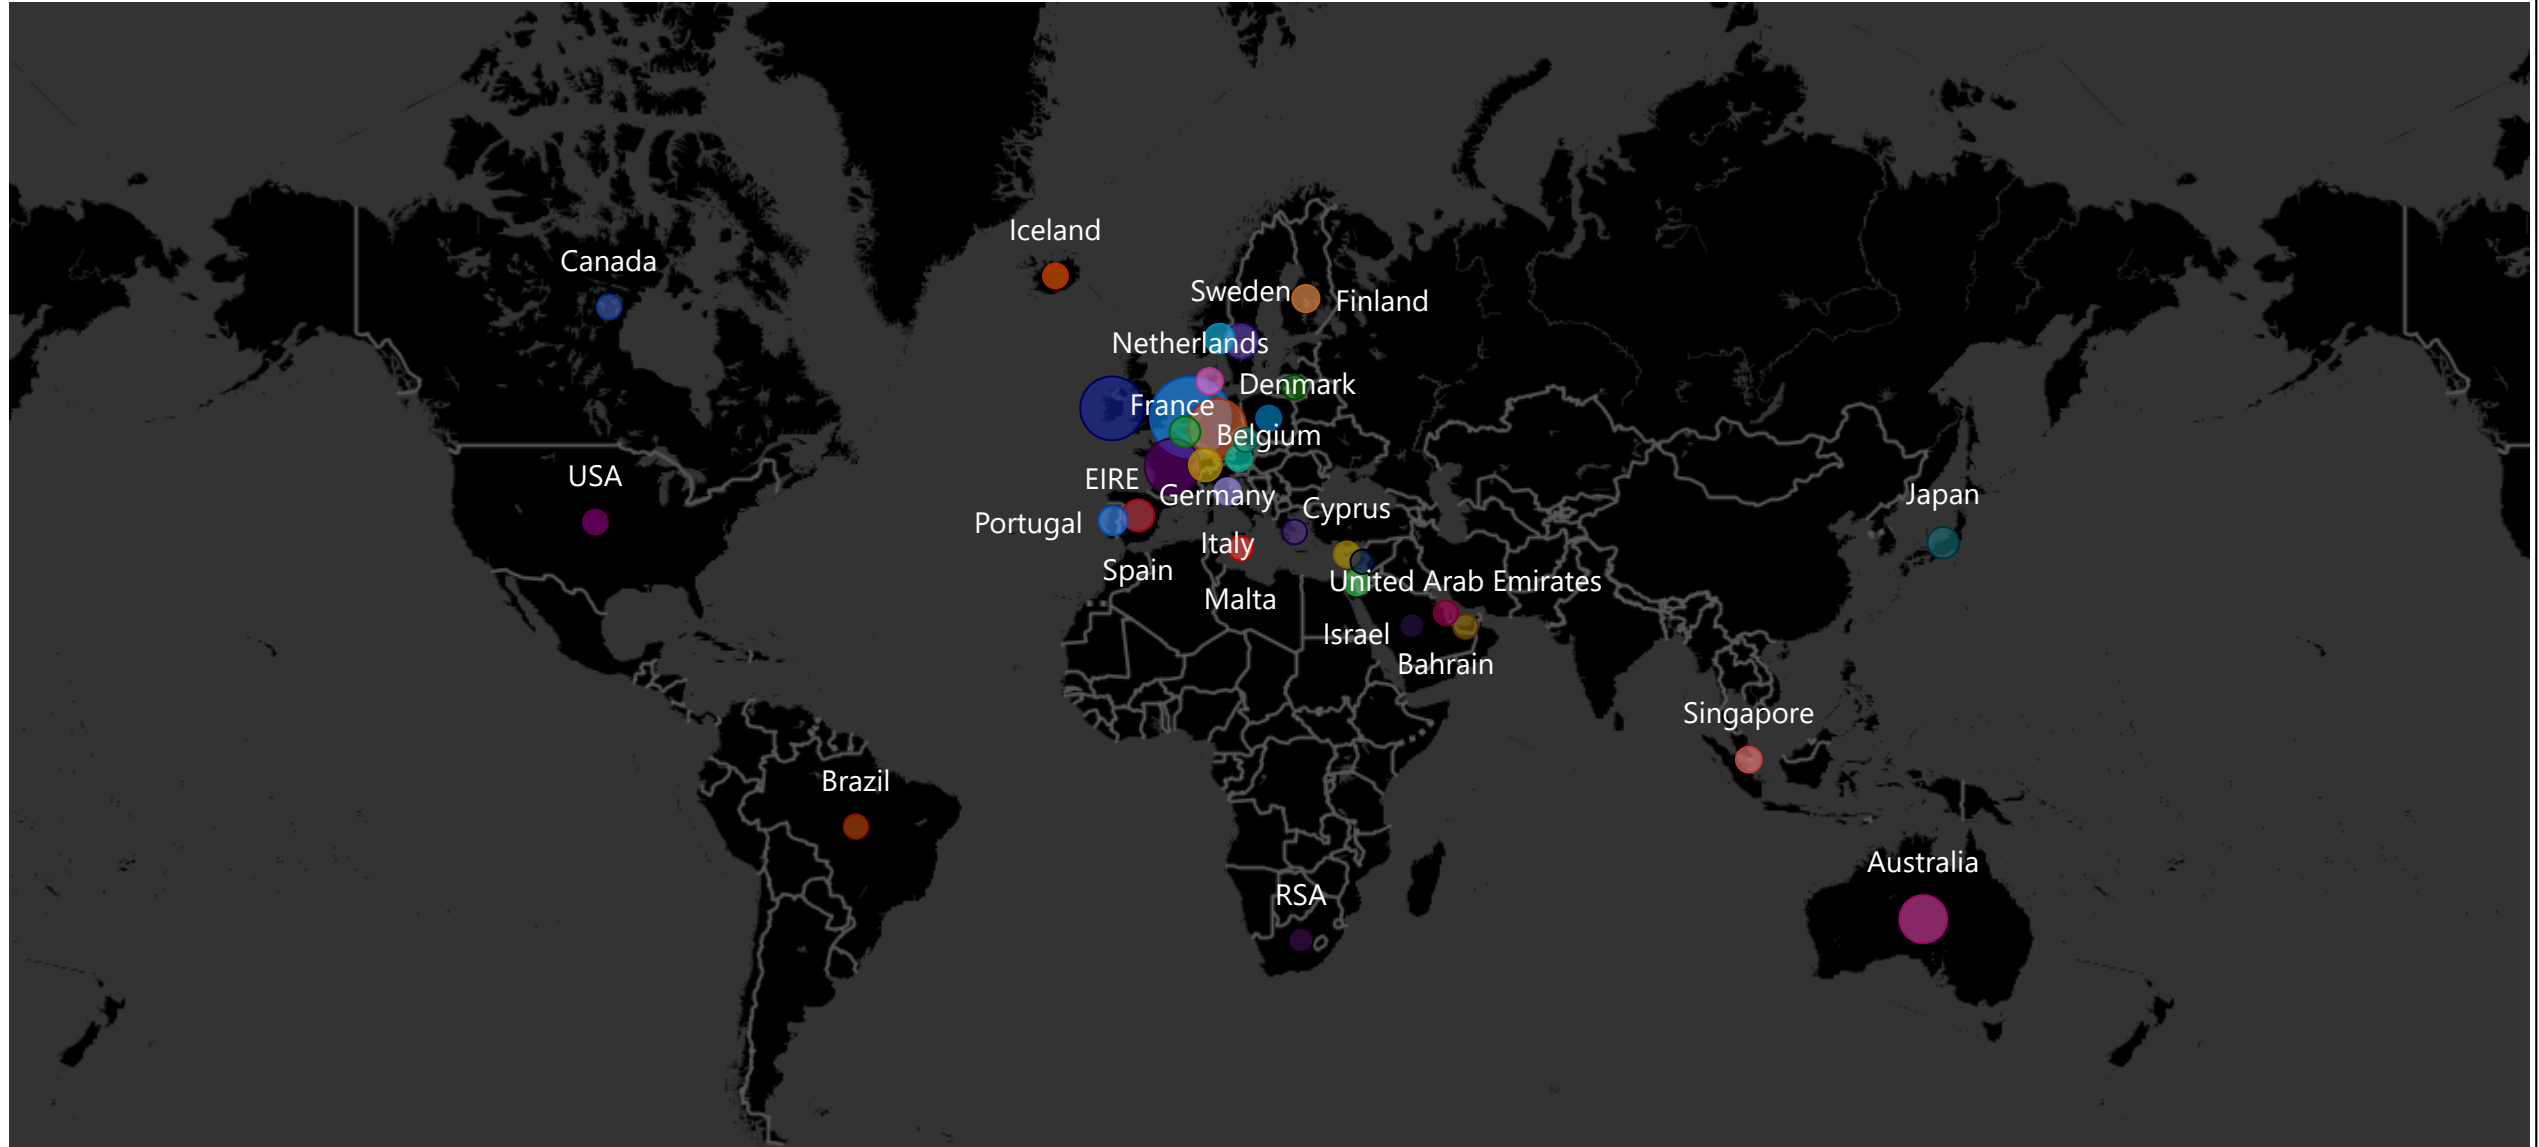 Iceland
Canada
Sweden
Finland
Netherlands
Denmark
France
Belgium
USA
EIRE
Germany
Japan
Cyprus
Portugal
Italy
Spain
United Arab Emirates
Malta
Israel
Bahrain
Singapore
Brazil
Australia
RSA